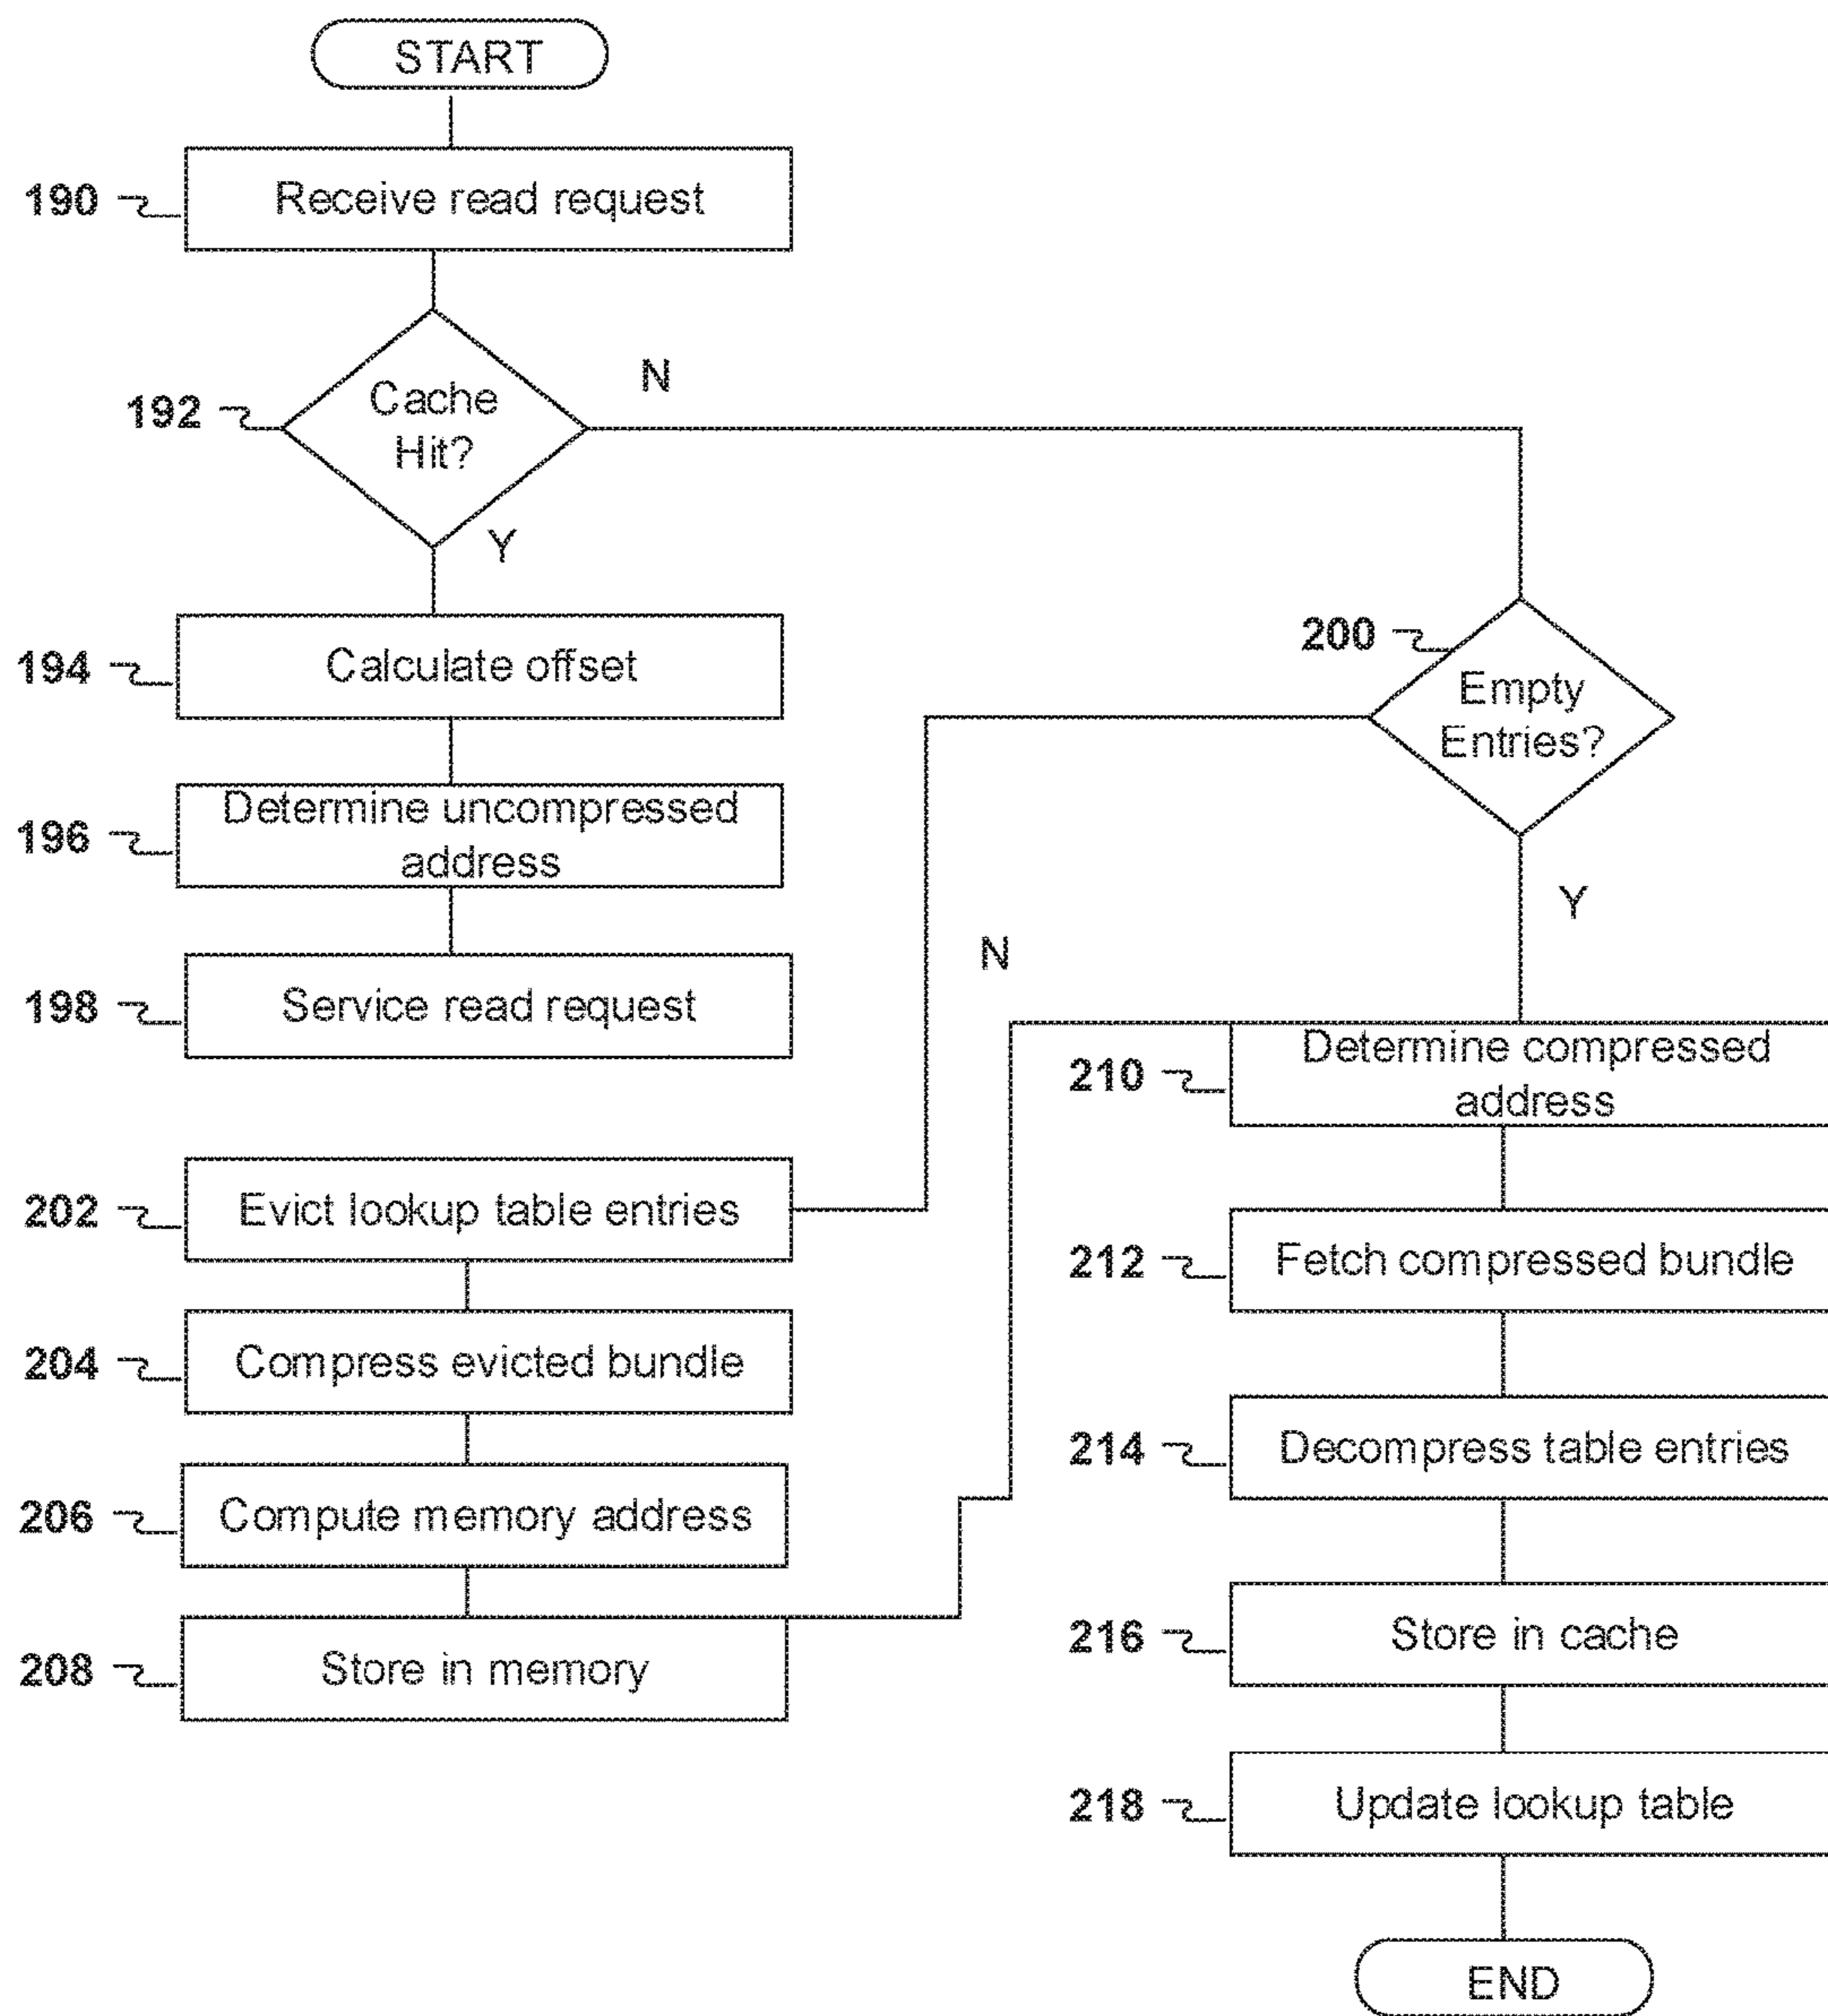 START
190
Receive read request
192
Cache
Hit?
N
Y
194
Calculate offset
196
Determine uncompressed
address
198
Service read request
200
Empty
Entries?
N
Y
202
Evict lookup table entries
204
Compress evicted bundle
206
Compute memory address
208
Store in memory
210
Determine compressed
address
212
Fetch compressed bundle
214
Decompress table entries
216
Store in cache
218
Update lookup table
END